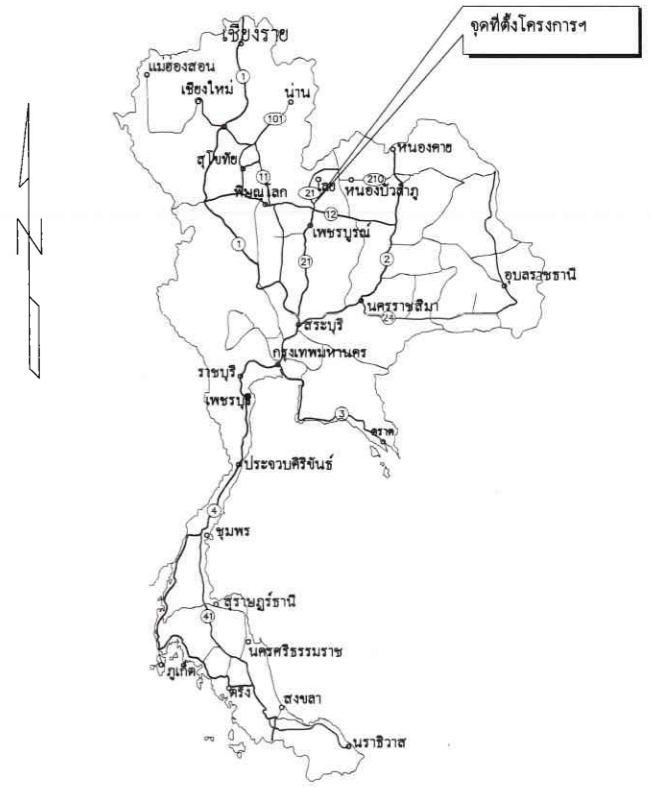 จุดที่ตั้งโครงการฯ
เชียงราย
แม่ฮ่องสอน
1
เชียงใหม่
น่าน
101
สุโขทัย
หนองคาย
11
เลย
210
21
หนองบัวลำภู
พิษณุโลก
12
เพชรบูรณ์
1
21
2
อุบลราชธานี
นครราชสีมา
24
สระบุรี
กรุงเทพมหานคร
ราชบุรี
เพชรบุรี
3
ตราด
ประจวบคิรีขันธ์
4
ชุมพร
สุราษฎร์ธานี
41
นครศรีธรรมราช
ภูเก็ต
ตรัง
สงขลา
นราธิวาส
N